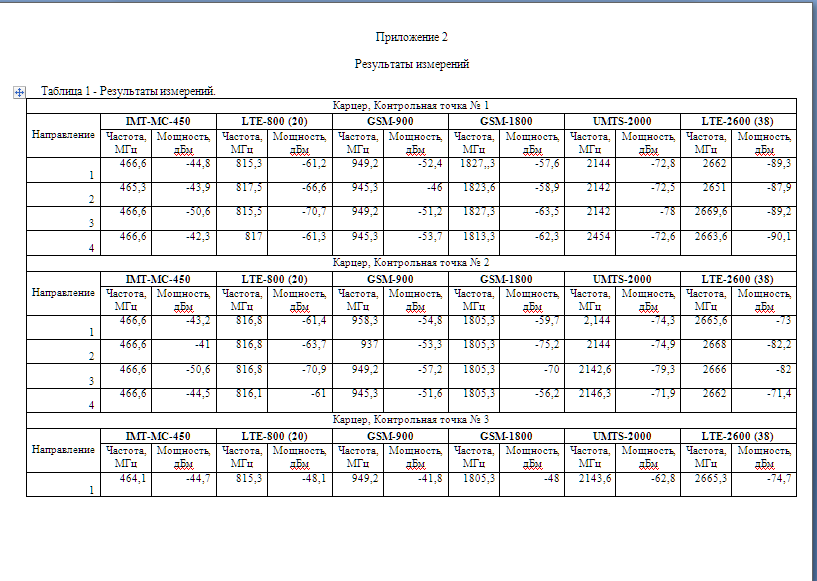 Приложение 2
Результаты измерений
Таблица 1 - Результаты измерений.
Карцер, Контрольная точка № 1
Направление IMT-MC-450 LTE-800 (20) GSM-900 GSM-1800 UMTS-2000 LTE-2600 (38)
Частота, МГц Мощность, дБм Частота, МГц Мощность, дБм Частота, МГц Мощность, дБм Частота, МГц Мощность, дБм Частота, МГц Мощность, дБм Частота, МГц Мощность, дБм
1 466,6 -44,8 815,3 -61,2 949,2 -52,4 1827,,3 -57,6 2144 -72,8 2662 -89,3
2 465,3 -43,9 817,5 -66,6 945,3 -46 1823,6 -58,9 2142 -72,5 2651 -87,9
3 466,6 -50,6 815,5 -70,7 949,2 -51,2 1827,3 -63,5 2142 -78 2669,6 -89,2
4 466,6 -42,3 817 -61,3 945,3 -53,7 1813,3 -62,3 2454 -72,6 2663,6 -90,1
Карцер, Контрольная точка № 2
Направление IMT-MC-450 LTE-800 (20) GSM-900 GSM-1800 UMTS-2000 LTE-2600 (38)
Частота, МГц Мощность, дБм Частота, МГц Мощность, дБм Частота, МГц Мощность, дБм Частота, МГц Мощность, дБм Частота, МГц Мощность, дБм Частота, МГц Мощность, дБм
1 466,6 -43,2 816,8 -61,4 958,3 -54,8 1805,3 -59,7 2,144 -74,3 2665,6 -73
2 466,6 -41 816,8 -63,7 937 -53,3 1805,3 -75,2 2144 -74,9 2668 -82,2
3 466,6 -50,6 816,8 -70,9 949,2 -57,2 1805,3 -70 2142,6 -79,3 2666 -82
4 466,6 -44,5 816,1 -61 945,3 -51,6 1805,3 -56,2 2146,3 -71,9 2662 -71,4
Карцер, Контрольная точка № 3
Направление IMT-MC-450 LTE-800 (20) GSM-900 GSM-1800 UMTS-2000 LTE-2600 (38)
Частота, МГц Мощность, дБм Частота, МГц Мощность, дБм Частота, МГц Мощность, дБм Частота, МГц Мощность, дБм Частота, МГц Мощность, дБм Частота, МГц Мощность, дБм
1 464,1 -44,7 815,3 -48,1 949,2 -41,8 1805,3 -48 2143,6 -62,8 2665,3 -74,7